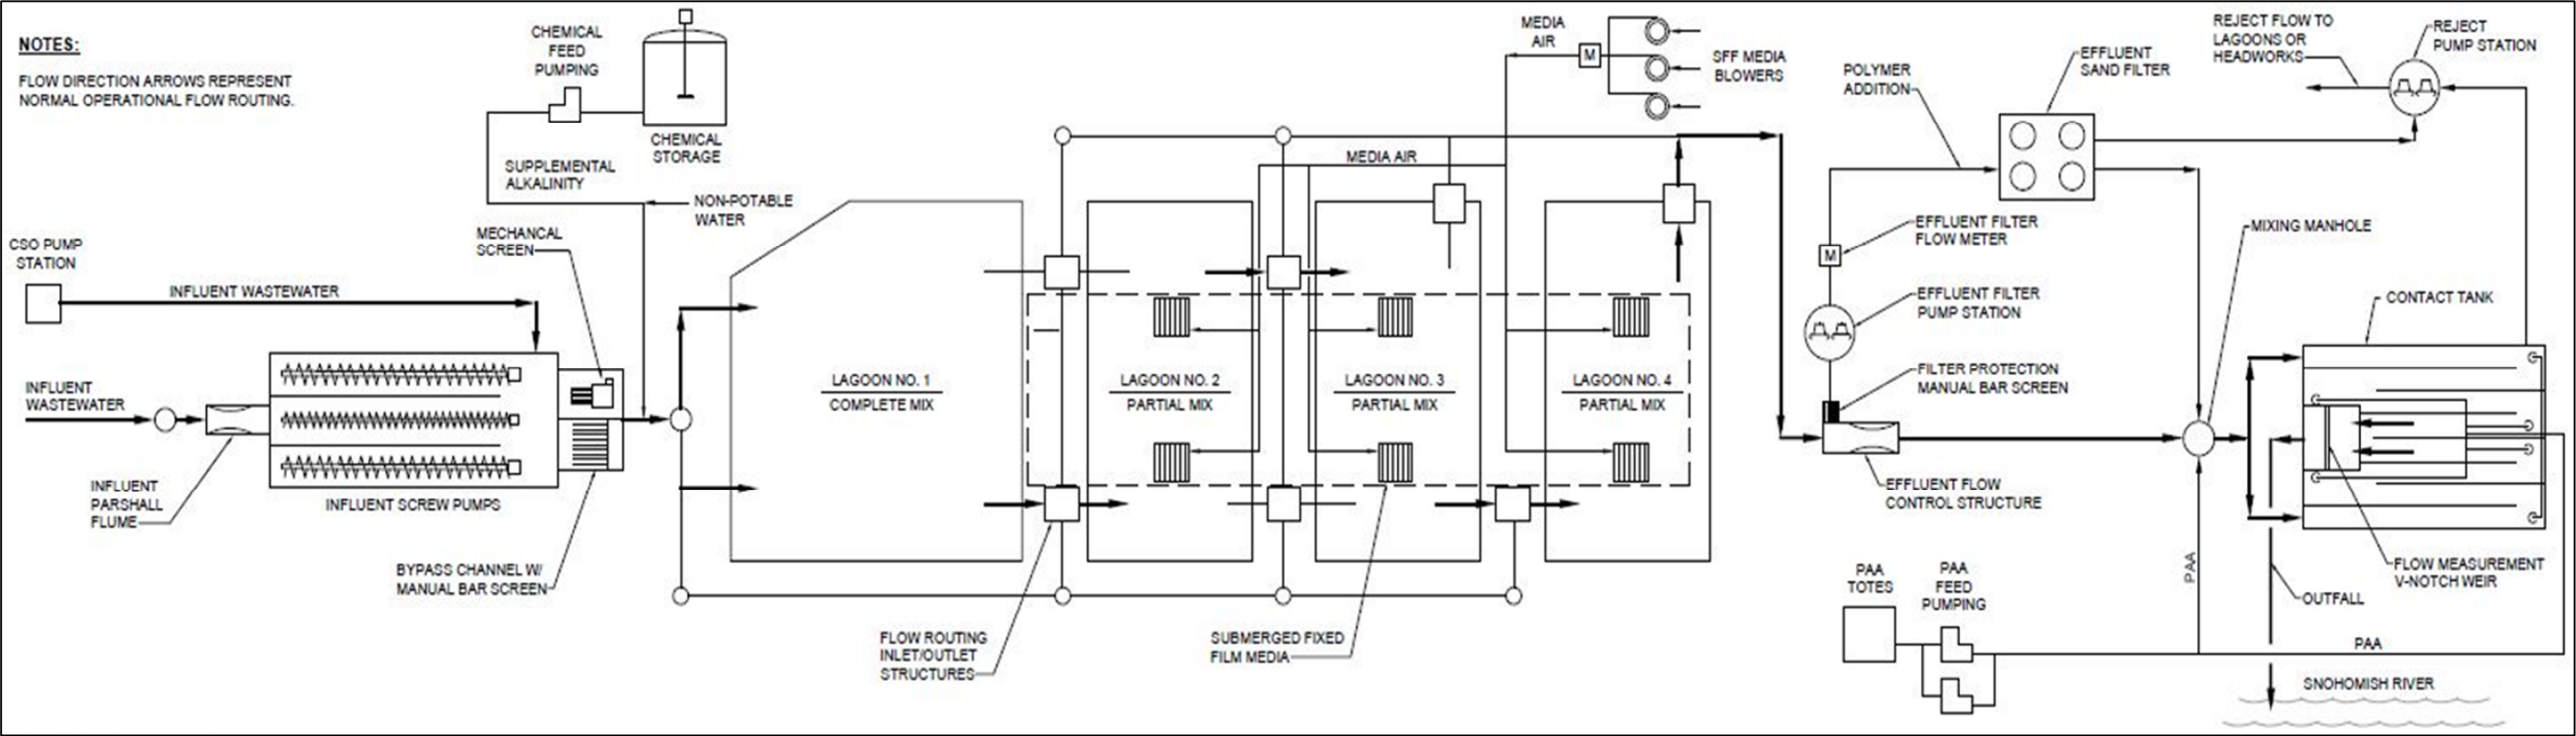 NOTES:
FLOW DIRECTION ARROWS REPRESENT
NORMAL OPERATIONAL FLOW ROUTING.
CHEMICAL
FEED
PUMPING
CHEMICAL
STORAGE
SUPPLEMENTAL
ALKALINITY
NON-POTABLE
WATER
MECHANCAL
SCREEN
CSO PUMP
STATION
INFLUENT WASTEWATER
INFLUENT
WASTEWATER
INFLUENT
PARSHALL
FLUME
INFLUENT SCREW PUMPS
BYPASS CHANNEL W/
MANUAL BAR SCREEN
LAGOON NO. 1
COMPLETE MIX
LAGOON NO. 2
PARTIAL MIX
LAGOON NO. 3
PARTIAL MIX
LAGOON NO. 4
PARTIAL MIX
FLOW ROUTING
INLET/OUTLET
STRUCTURES
SUBMERGED FIXED
FILM MEDIA
MEDIA
AIR
M
SFF MEDIA
BLOWERS
MEDIA AIR
POLYMER
ADDITION
EFFLUENT
SAND FILTER
REJECT FLOW TO
LAGOONS OR
HEADWORKS
REJECT
PUMP STATION
M
EFFLUENT FILTER
FLOW METER
EFFLUENT FILTER
PUMP STATION
FILTER PROTECTION
MANUAL BAR SCREEN
EFFLUENT FLOW
CONTROL STRUCTURE
MIXING MANHOLE
CONTACT TANK
FLOW MEASUREMENT
V-NOTCH WEIR
OUTFALL
PAA
TOTES
PAA
FEED
PUMPING
PAA
PAA
SNOHOMISH RIVER